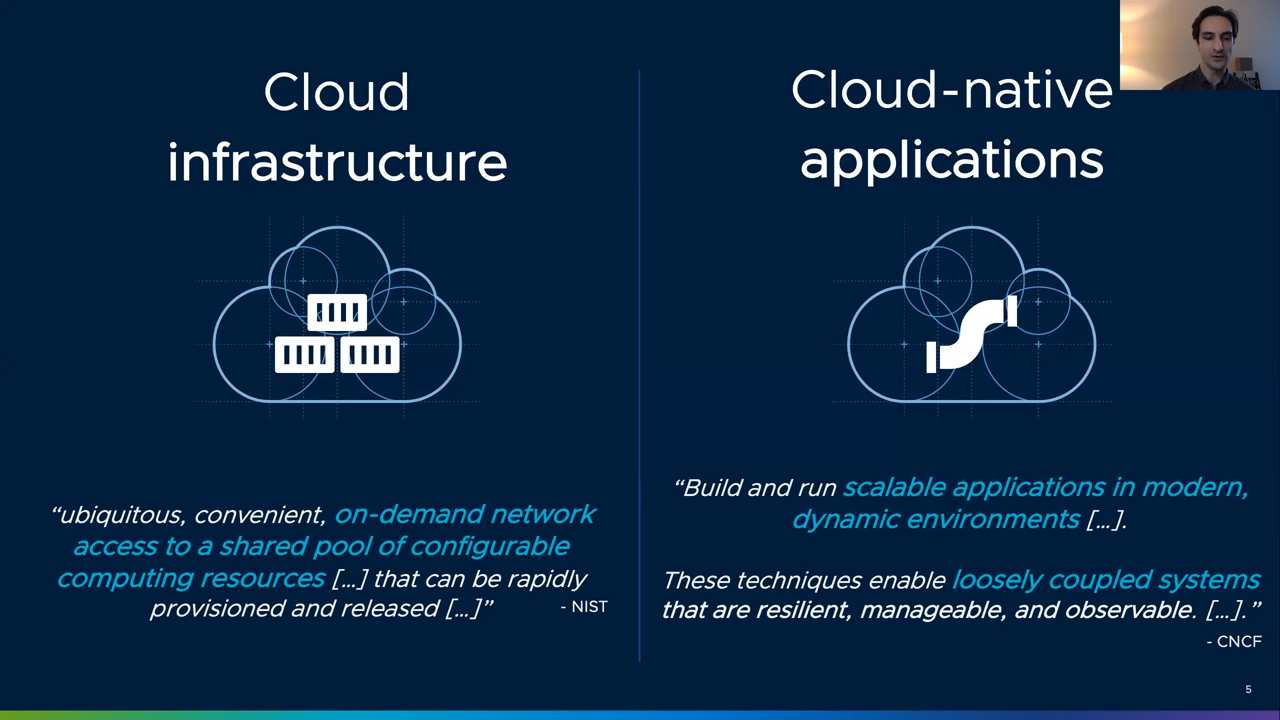 Cloud
infrastructure
“ubiquitous, convenient, on-demand network
access to a shared pool of configurable
computing resources […] that can be rapidly
provisioned and released […]”
- NIST
Cloud-native
applications
“Build and run scalable applications in modern,
dynamic environments […].
These techniques enable loosely coupled systems
that are resilient, manageable, and observable. […].”
- CNCF
5